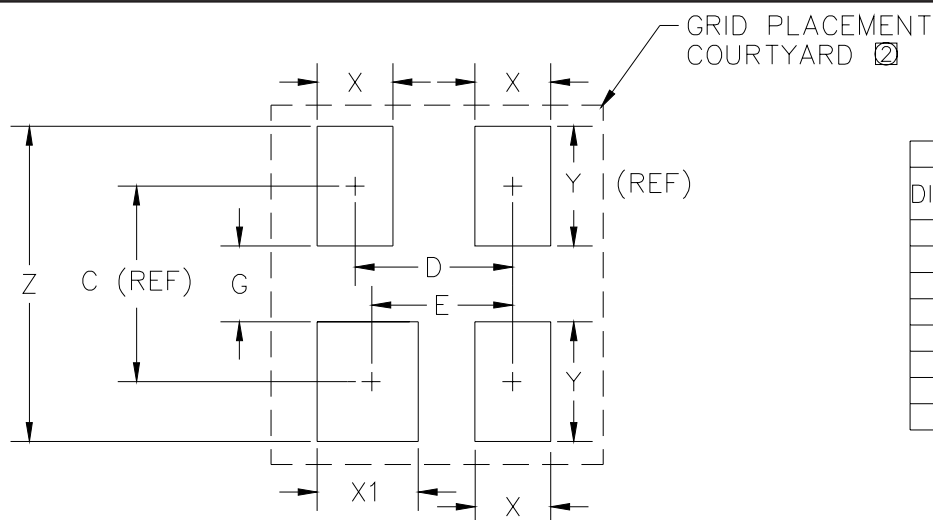 GRID PLACEMENT
COURTYARD 2
X X
Y (REF)
DI
D
Z C (REF) G
E
Y
X1 X